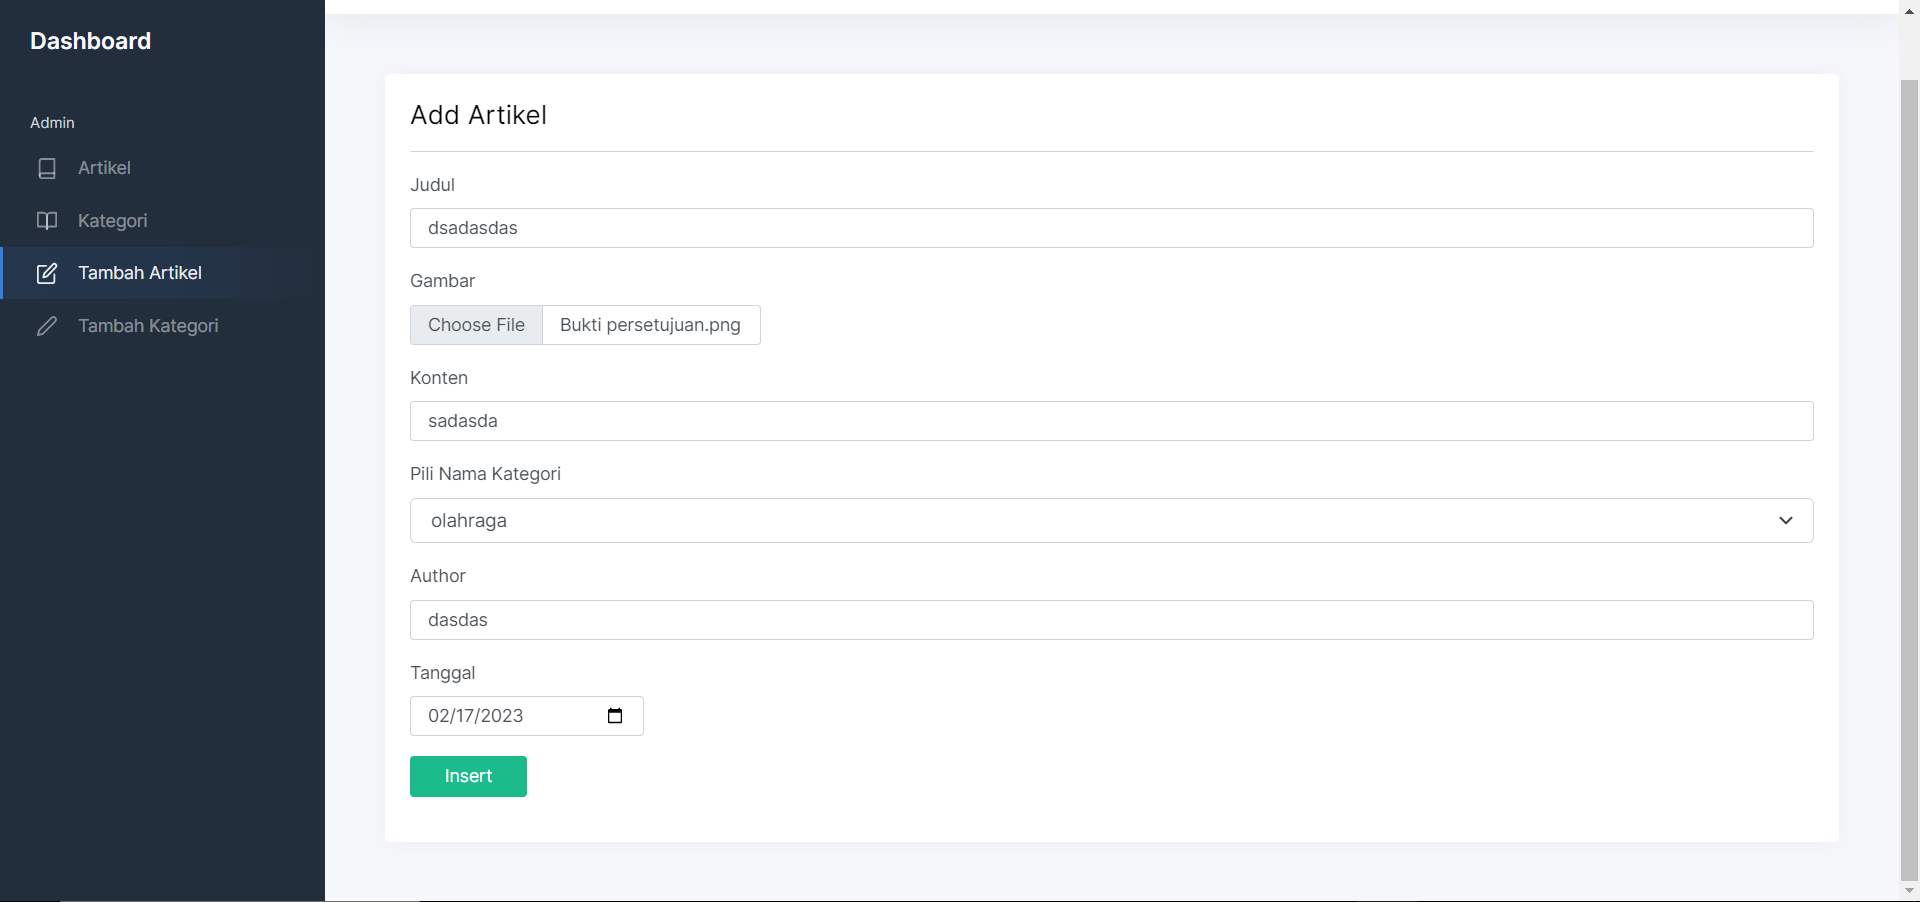 Dashboard
Admin
Artikel
Kategori
Tambah Artikel
Tambah Kategori
Add Artikel
Judul
dsadasdas
Gambar
Choose File Bukti persetujuan.png
Konten
sadasda
Pili Nama Kategori
olahraga
Author
dasdas
Tanggal
02/17/2023
Insert